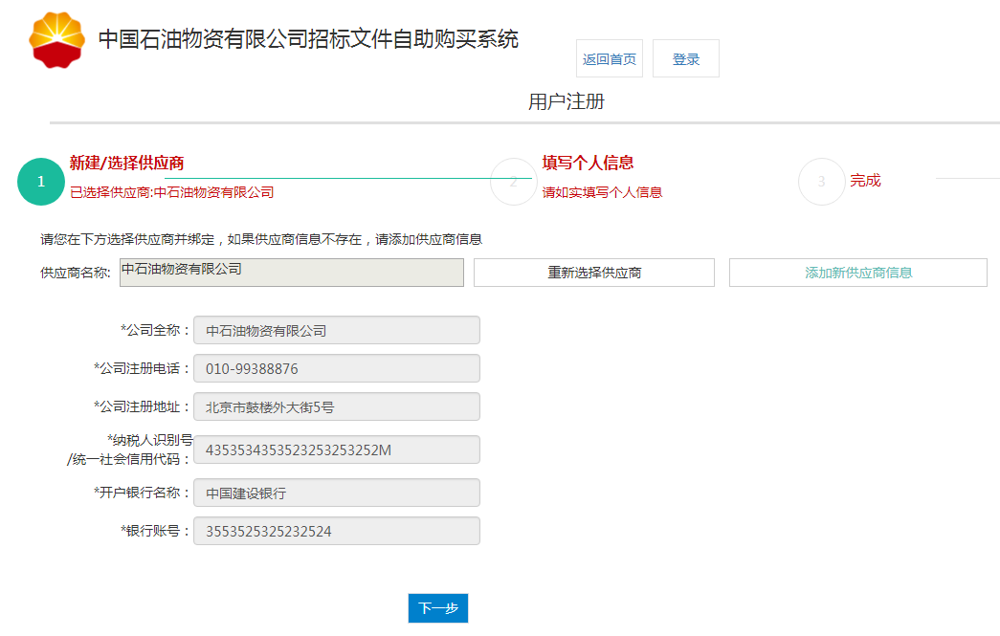 中国石油物资有限公司招标文件自助购买系统
返回首页
登录
用户注册
1
新建/选择供应商
已选择供应商:中石油物资有限公司
2
填写个人信息
请如实填写个人信息
3
完成
请您在下方选择供应商并绑定，如果供应商信息不存在，请添加供应商信息
供应商名称:
中石油物资有限公司
重新选择供应商
添加新供应商信息
*公司全称：
中石油物资有限公司
*公司注册电话：
010-99388876
*公司注册地址：
北京市鼓楼外大街5号
*纳税人识别号
/统一社会信用代码：
4353534353523253253252M
*开户银行名称：
中国建设银行
*银行账号：
3553525325232524
下一步